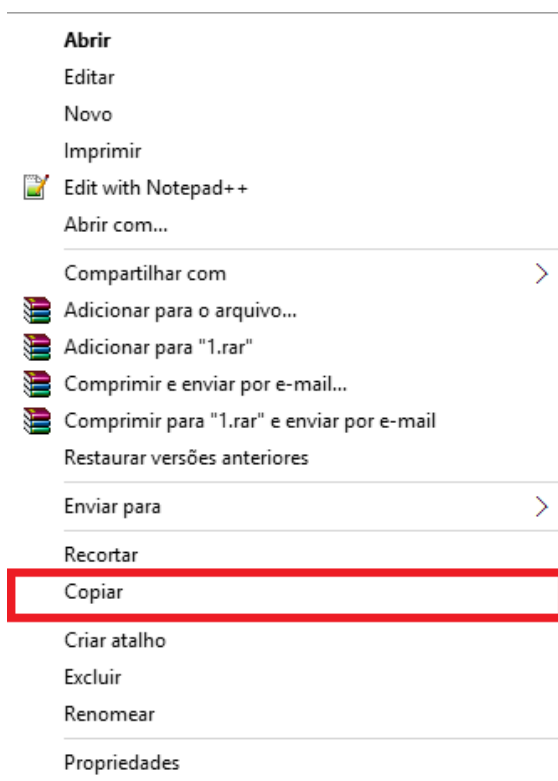 Abrir
Editar
Novo
Imprimir
Edit with Notepad++
Abrir com...
Compartilhar com
Adicionar para o arquivo...
Adicionar para "1.rar"
Comprimir e enviar por e-mail...
Comprimir para "1.rar" e enviar por e-mail
Restaurar versões anteriores
Enviar para
Recortar
Copiar
Criar atalho
Excluir
Renomear
Propriedades